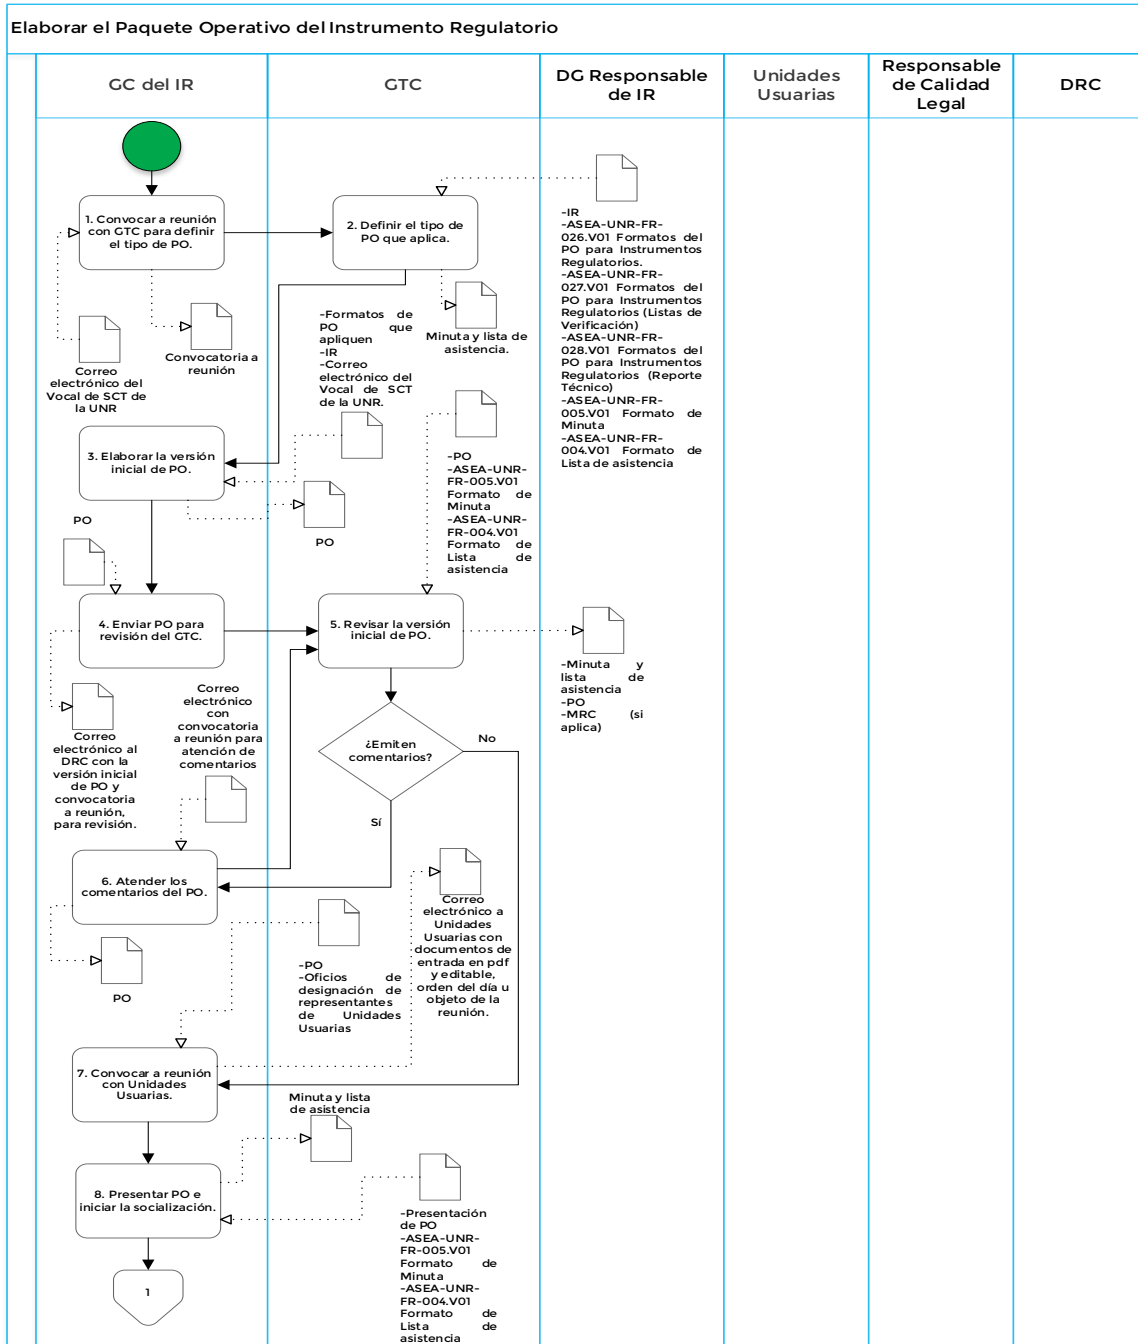 Elaborar el Paquete Operativo del Instrumento Regulatorio
GC del IR
GTC
DG Responsable
de IR
Unidades
Usuarias
Responsable
de Calidad
Legal
DRC
1. Convocar a reunión
con GTC para definir
el tipo de PO.
2. Definir el tipo de
PO que aplica.
-IR
-ASEA-UNR-FR-
026.V01 Formatos del
PO para Instrumentos
Regulatorios.
-ASEA-UNR-FR-
027.V01 Formatos del
PO para Instrumentos
Regulatorios (Listas de
Verificación)
-ASEA-UNR-FR-
028.V01 Formatos del
PO para Instrumentos
Regulatorios (Reporte
Técnico)
-ASEA-UNR-FR-
005.V01 Formato de
Minuta
-ASEA-UNR-FR-
004.V01 Formato de
Lista de asistencia
Correo
electrónico del
Vocal de SCT de
la UNR
Convocatoria a
reunión
-Formatos de
PO que
apliquen
-IR
-Correo
electrónico del
Vocal de SCT
de la UNR.
Minuta y lista de
asistencia.
3. Elaborar la versión
inicial de PO.
PO
-PO
-ASEA-UNR-
FR-005.V01
Formato de
Minuta
-ASEA-UNR-
FR-004.V01
Formato de
Lista de
asistencia
PO
4. Enviar PO para
revisión del GTC.
5. Revisar la versión
inicial de PO.
-Minuta y
lista de
asistencia
-PO
-MRC (si
aplica)
Correo
electrónico al
DRC con la
versión inicial
de PO y
convocatoria
a reunión,
para revisión.
Correo
electrónico
con
convocatoria
a reunión para
atención de
comentarios
¿Emiten
comentarios?
No
Sí
6. Atender los
comentarios del PO.
PO
-PO
-Oficios de
designación de
representantes
de Unidades
Usuarias
Correo
electrónico a
Unidades
Usuarias con
documentos de
entrada en pdf
y editable,
orden del día u
objeto de la
reunión.
7. Convocar a reunión
con Unidades
Usuarias.
Minuta y lista
de asistencia
8. Presentar PO e
iniciar la socialización.
-Presentación
de PO
-ASEA-UNR-
FR-005.V01
Formato de
Minuta
-ASEA-UNR-
FR-004.V01
Formato de
Lista de
asistencia
1